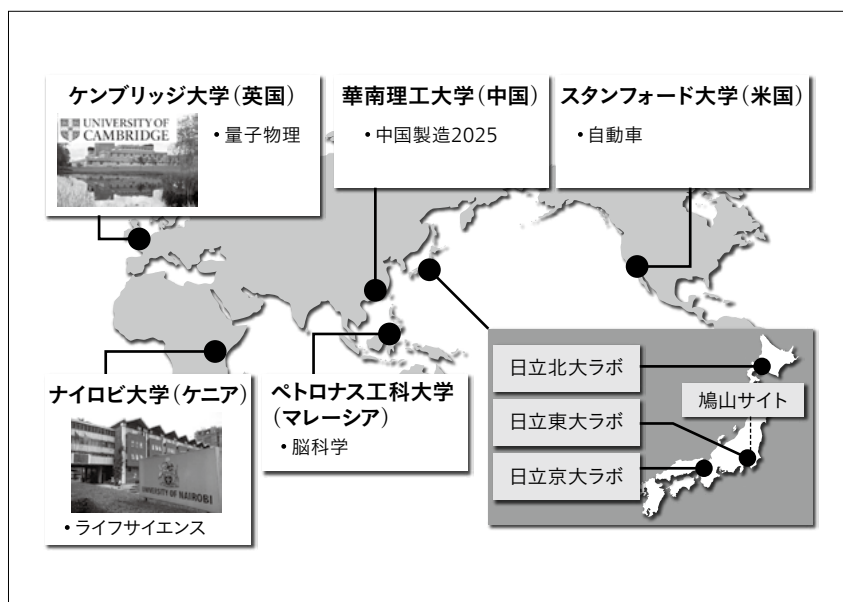 ケンブリッジ大学（英国）
UNIVERSITY OF
CAMBRIDGE
• 量子物理
華南理工大学（中国）
• 中国製造2025
スタンフォード大学（米国）
• 自動車
ナイロビ大学（ケニア）
UNIVERSITY OF NAIROBI
• ライフサイエンス
ペトロナス工科大学
（マレーシア）
• 脳科学
日立北大ラボ
鳩山サイト
日立東大ラボ
日立京大ラボ